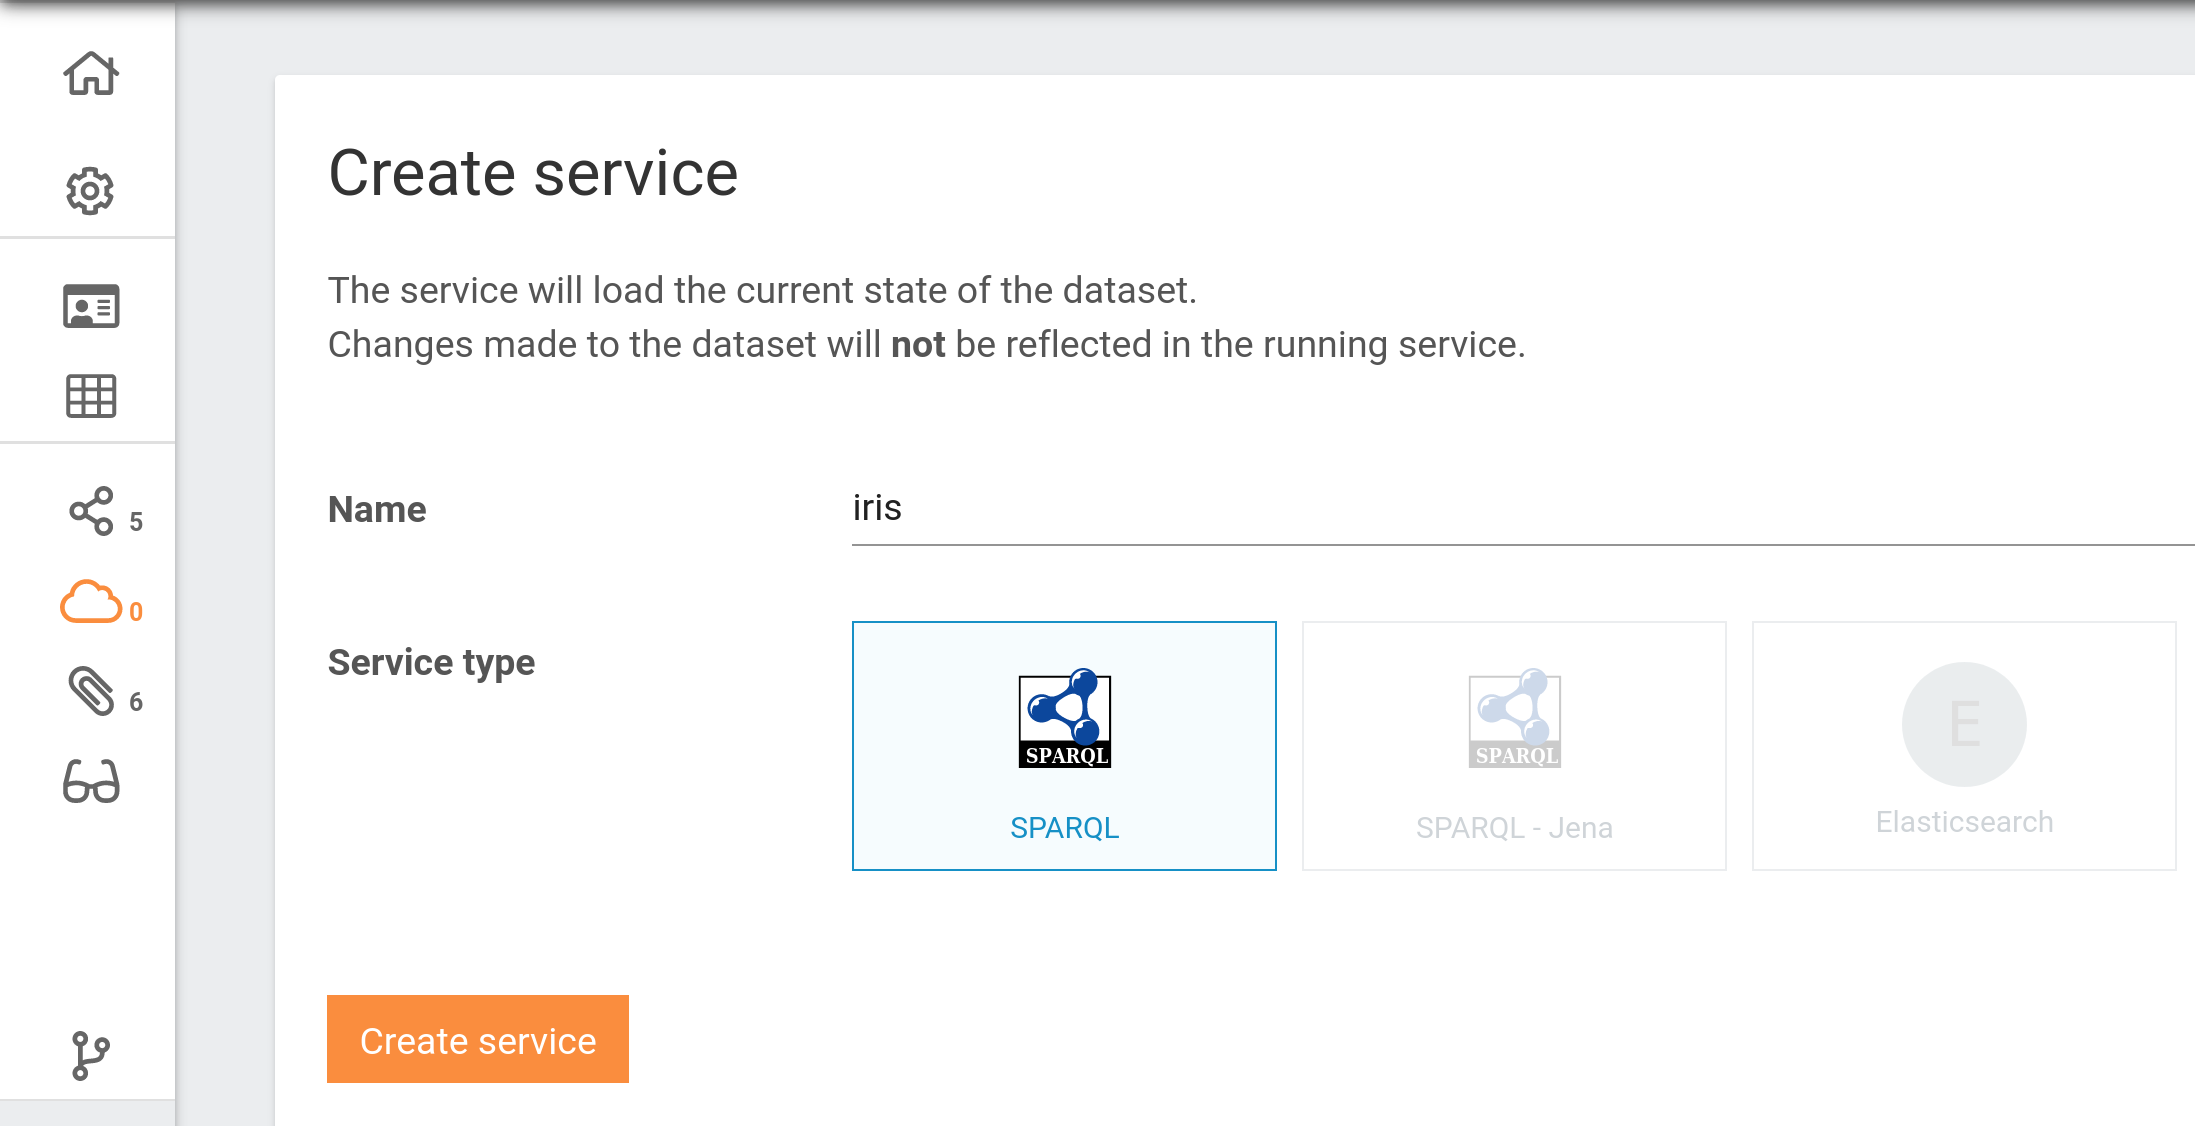 Create service
The service will load the current state of the dataset.
Changes made to the dataset will not be reflected in the running service.
Name
iris
5
0
6
Service type
SPARQL
SPARQL
E
SPARQL
SPARQL - Jena
Elasticsearch
Create service